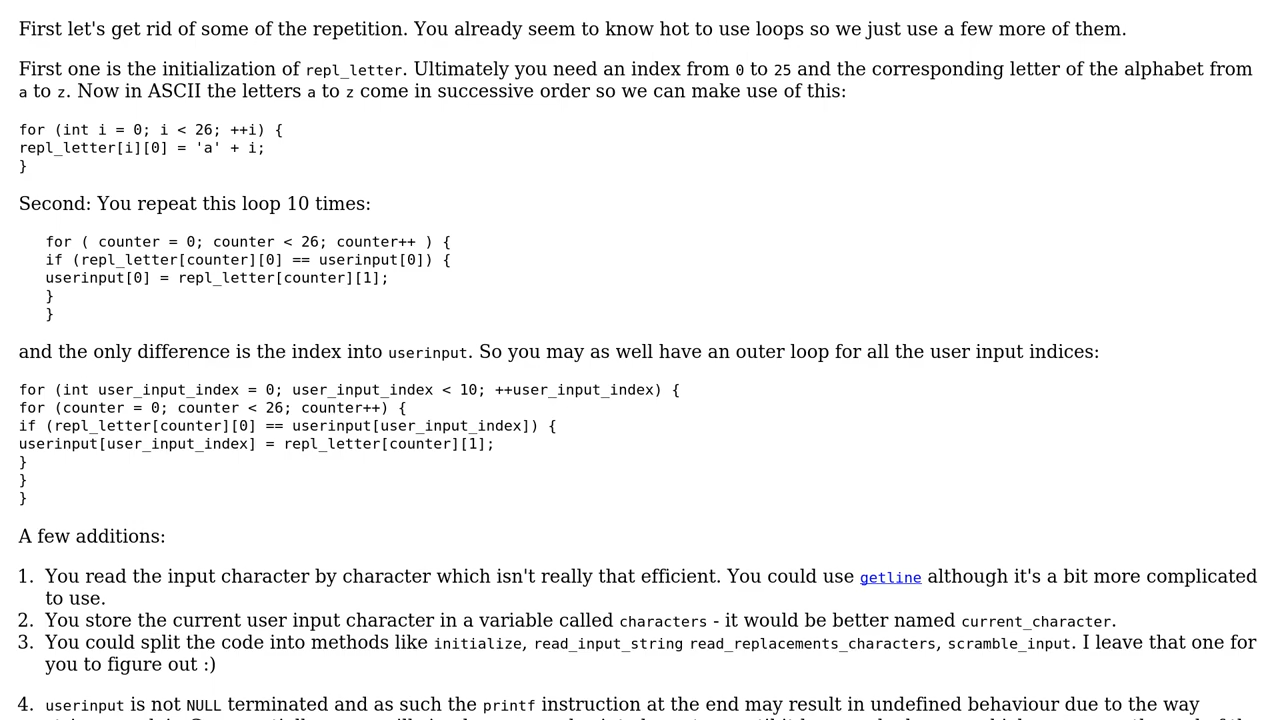 First let's get rid of some of the repetition. You already seem to know hot to use loops so we just use a few more of them.
First one is the initialization of repl_letter. Ultimately you need an index from 0 to 25 and the corresponding letter of the alphabet from
a to z. Now in ASCII the letters a to z come in successive order so we can make use of this:
for (int i = 0; i < 26; ++i) {
repl_letter[i][0] = 'a' + i;
}
Second: You repeat this loop 10 times:
for ( counter = 0; counter < 26; counter++ ) {
if (repl_letter[counter][0] == userinput[0]) {
userinput[0] = repl_letter[counter][1];
}
}
and the only difference is the index into userinput. So you may as well have an outer loop for all the user input indices:
for (int user_input_index = 0; user_input_index < 10; ++user_input_index) {
for (counter = 0; counter < 26; counter++) {
if (repl_letter[counter][0] == userinput[user_input_index]) {
userinput[user_input_index] = repl_letter[counter][1];
}
}
}
A few additions:
1. You read the input character by character which isn't really that efficient. You could use getline although it's a bit more complicated
to use.
2. You store the current user input character in a variable called characters - it would be better named current_character.
3. You could split the code into methods like initialize, read_input_string read_replacements_characters, scramble_input. I leave that one for
you to figure out :)
4. userinput is not NULL terminated and as such the printf instruction at the end may result in undefined behaviour due to the way